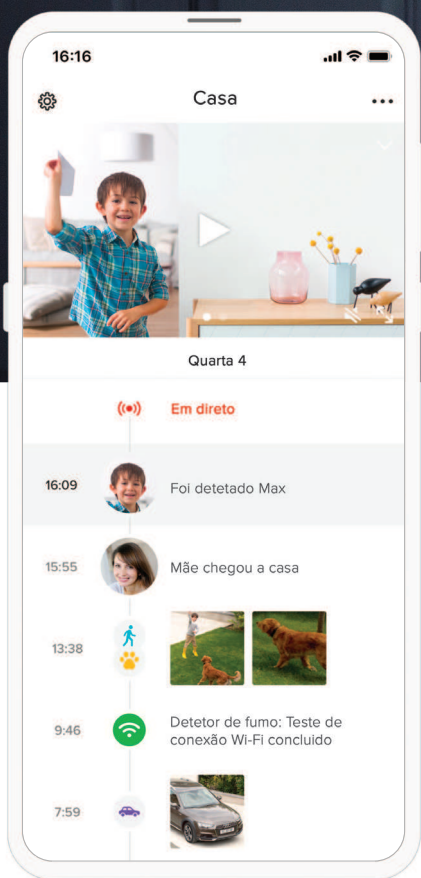 16:16
Casa
Quarta 4
Em direto
16:09
Foi detetado Max
15:55
Mãe chegou a casa
13:38
9:46
Detetor de fumo: Teste de
conexão Wi-Fi concluido
7:59